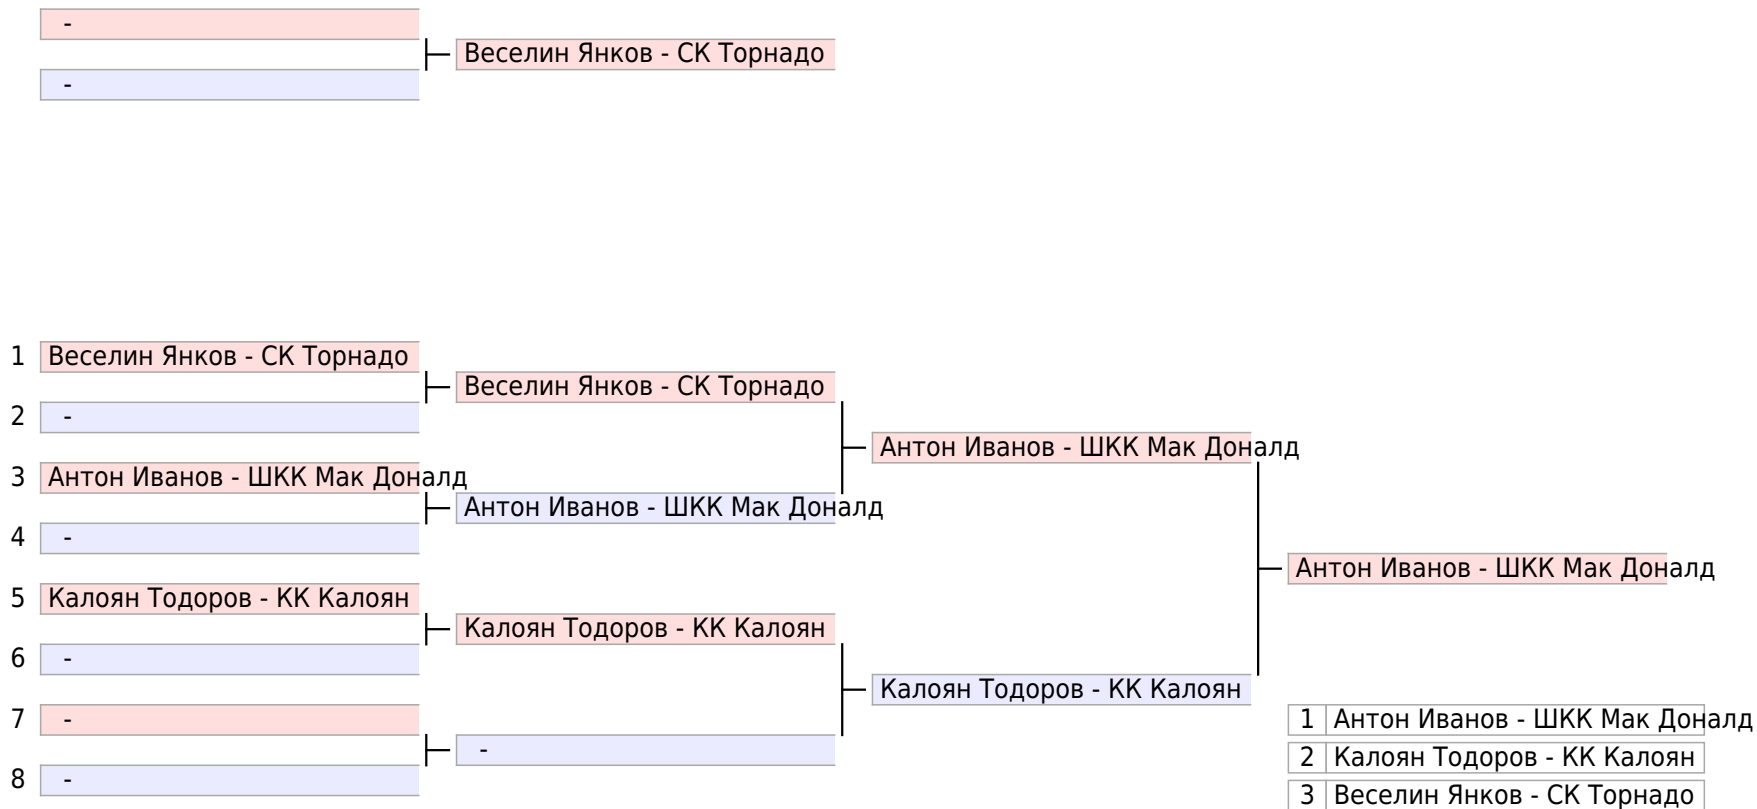 -
Веселин Янков - СК Торнадо
-
1 Веселин Янков - СК Торнадо
Веселин Янков - СК Торнадо
2 -
Антон Иванов - ШКК Мак Доналд
3 Антон Иванов - ШКК Мак Доналд
Антон Иванов - ШКК Мак Доналд
4 -
Антон Иванов - ШКК Мак Доналд
5 Калоян Тодоров - КК Калоян
Калоян Тодоров - КК Калоян
6 -
Калоян Тодоров - КК Калоян
7 -
1 Антон Иванов - ШКК Мак Доналд
-
2 Калоян Тодоров - КК Калоян
8 -
3 Веселин Янков - СК Торнадо